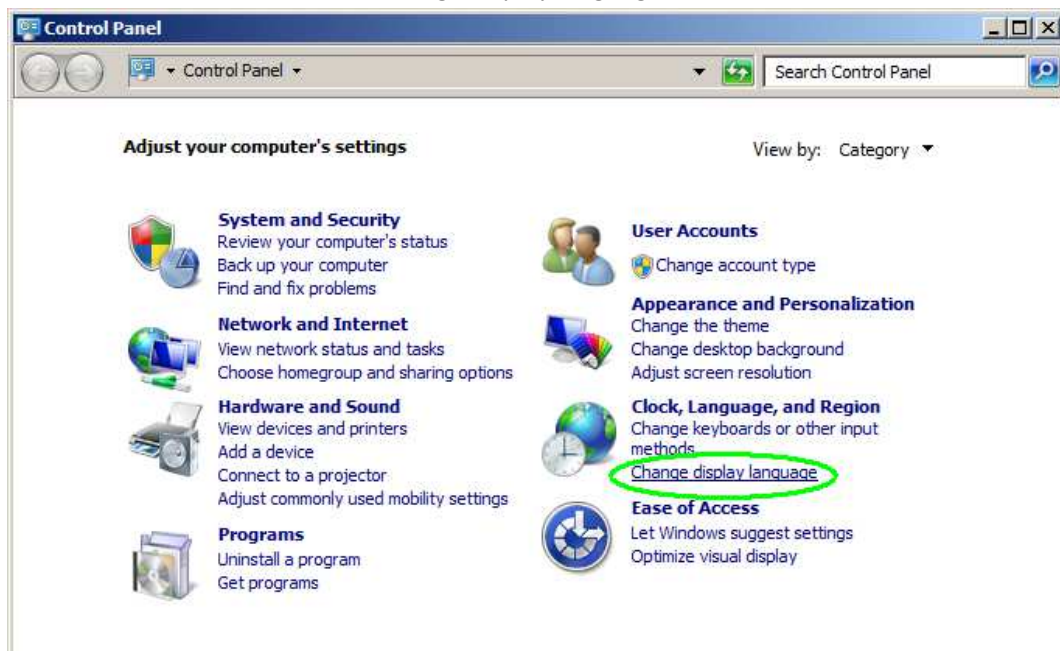 Control Panel
Control Panel
Search Control Panel
Adjust your computer's settings
View by: Category
System and Security
Review your computer's status
Back up your computer
Find and fix problems
Network and Internet
View network status and tasks
Choose homegroup and sharing options
Hardware and Sound
View devices and printers
Add a device
Connect to a projector
Adjust commonly used mobility settings
Programs
Uninstall a program
Get programs
User Accounts
Change account type
Appearance and Personalization
Change the theme
Change desktop background
Adjust screen resolution
Clock, Language, and Region
Change keyboards or other input
methods
Change display language
Ease of Access
Let Windows suggest settings
Optimize visual display